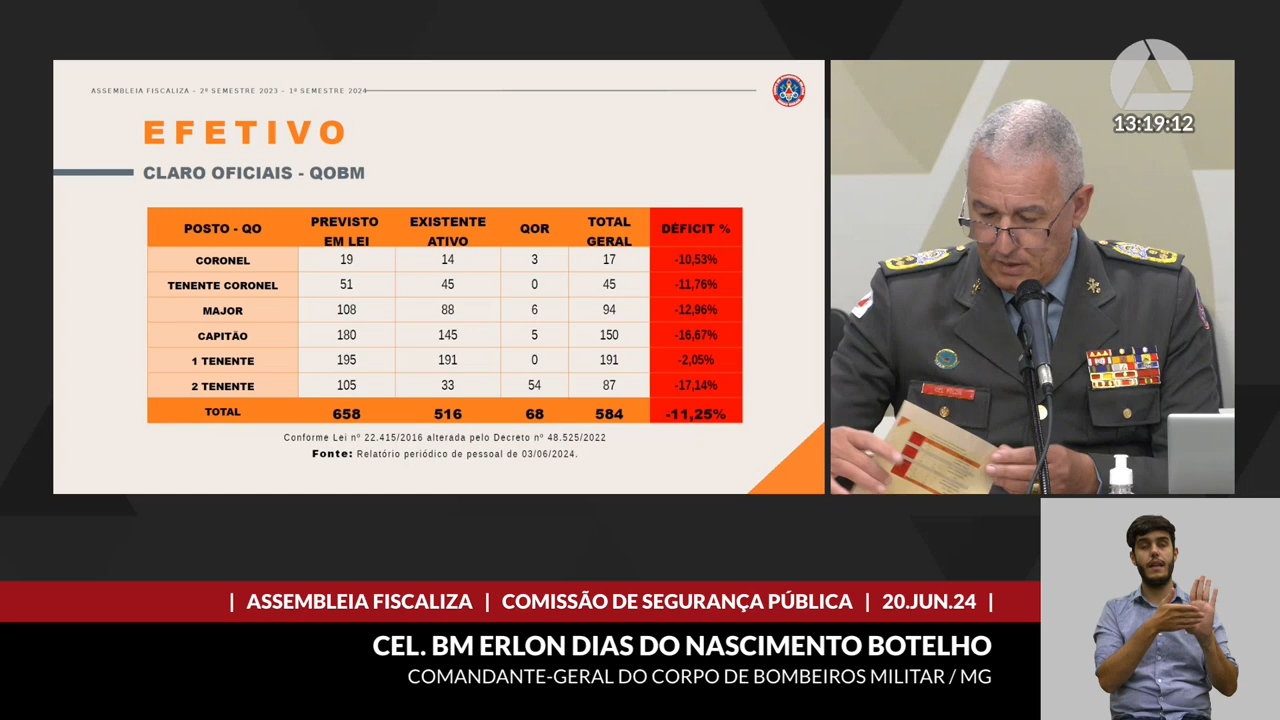 ASSEMBLEIA FISCALIZA – 2º SEMESTRE 2023 – 1º SEMESTRE 2024
EFETIVO
CLARO OFICIAIS - QOBM
POSTO - QO PREVISTO EM LEI EXISTENTE ATIVO QOR TOTAL GERAL DÉFICIT %
CORONEL 19 14 3 17 -10,53%
TENENTE CORONEL 51 45 0 45 -11,76%
MAJOR 108 88 6 94 -12,96%
CAPITÃO 180 145 5 150 -16,67%
1 TENENTE 195 191 0 191 -2,05%
2 TENENTE 105 33 54 87 -17,14%
TOTAL 658 516 68 584 -11,25%
Conforme Lei nº 22.415/2016 alterada pelo Decreto nº 48.525/2022
Fonte: Relatório periódico de pessoal de 03/06/2024.
13:19:12
| ASSEMBLEIA FISCALIZA | COMISSÃO DE SEGURANÇA PÚBLICA | 20.JUN.24 |
CEL. BM ERLON DIAS DO NASCIMENTO BOTELHO
COMANDANTE-GERAL DO CORPO DE BOMBEIROS MILITAR / MG